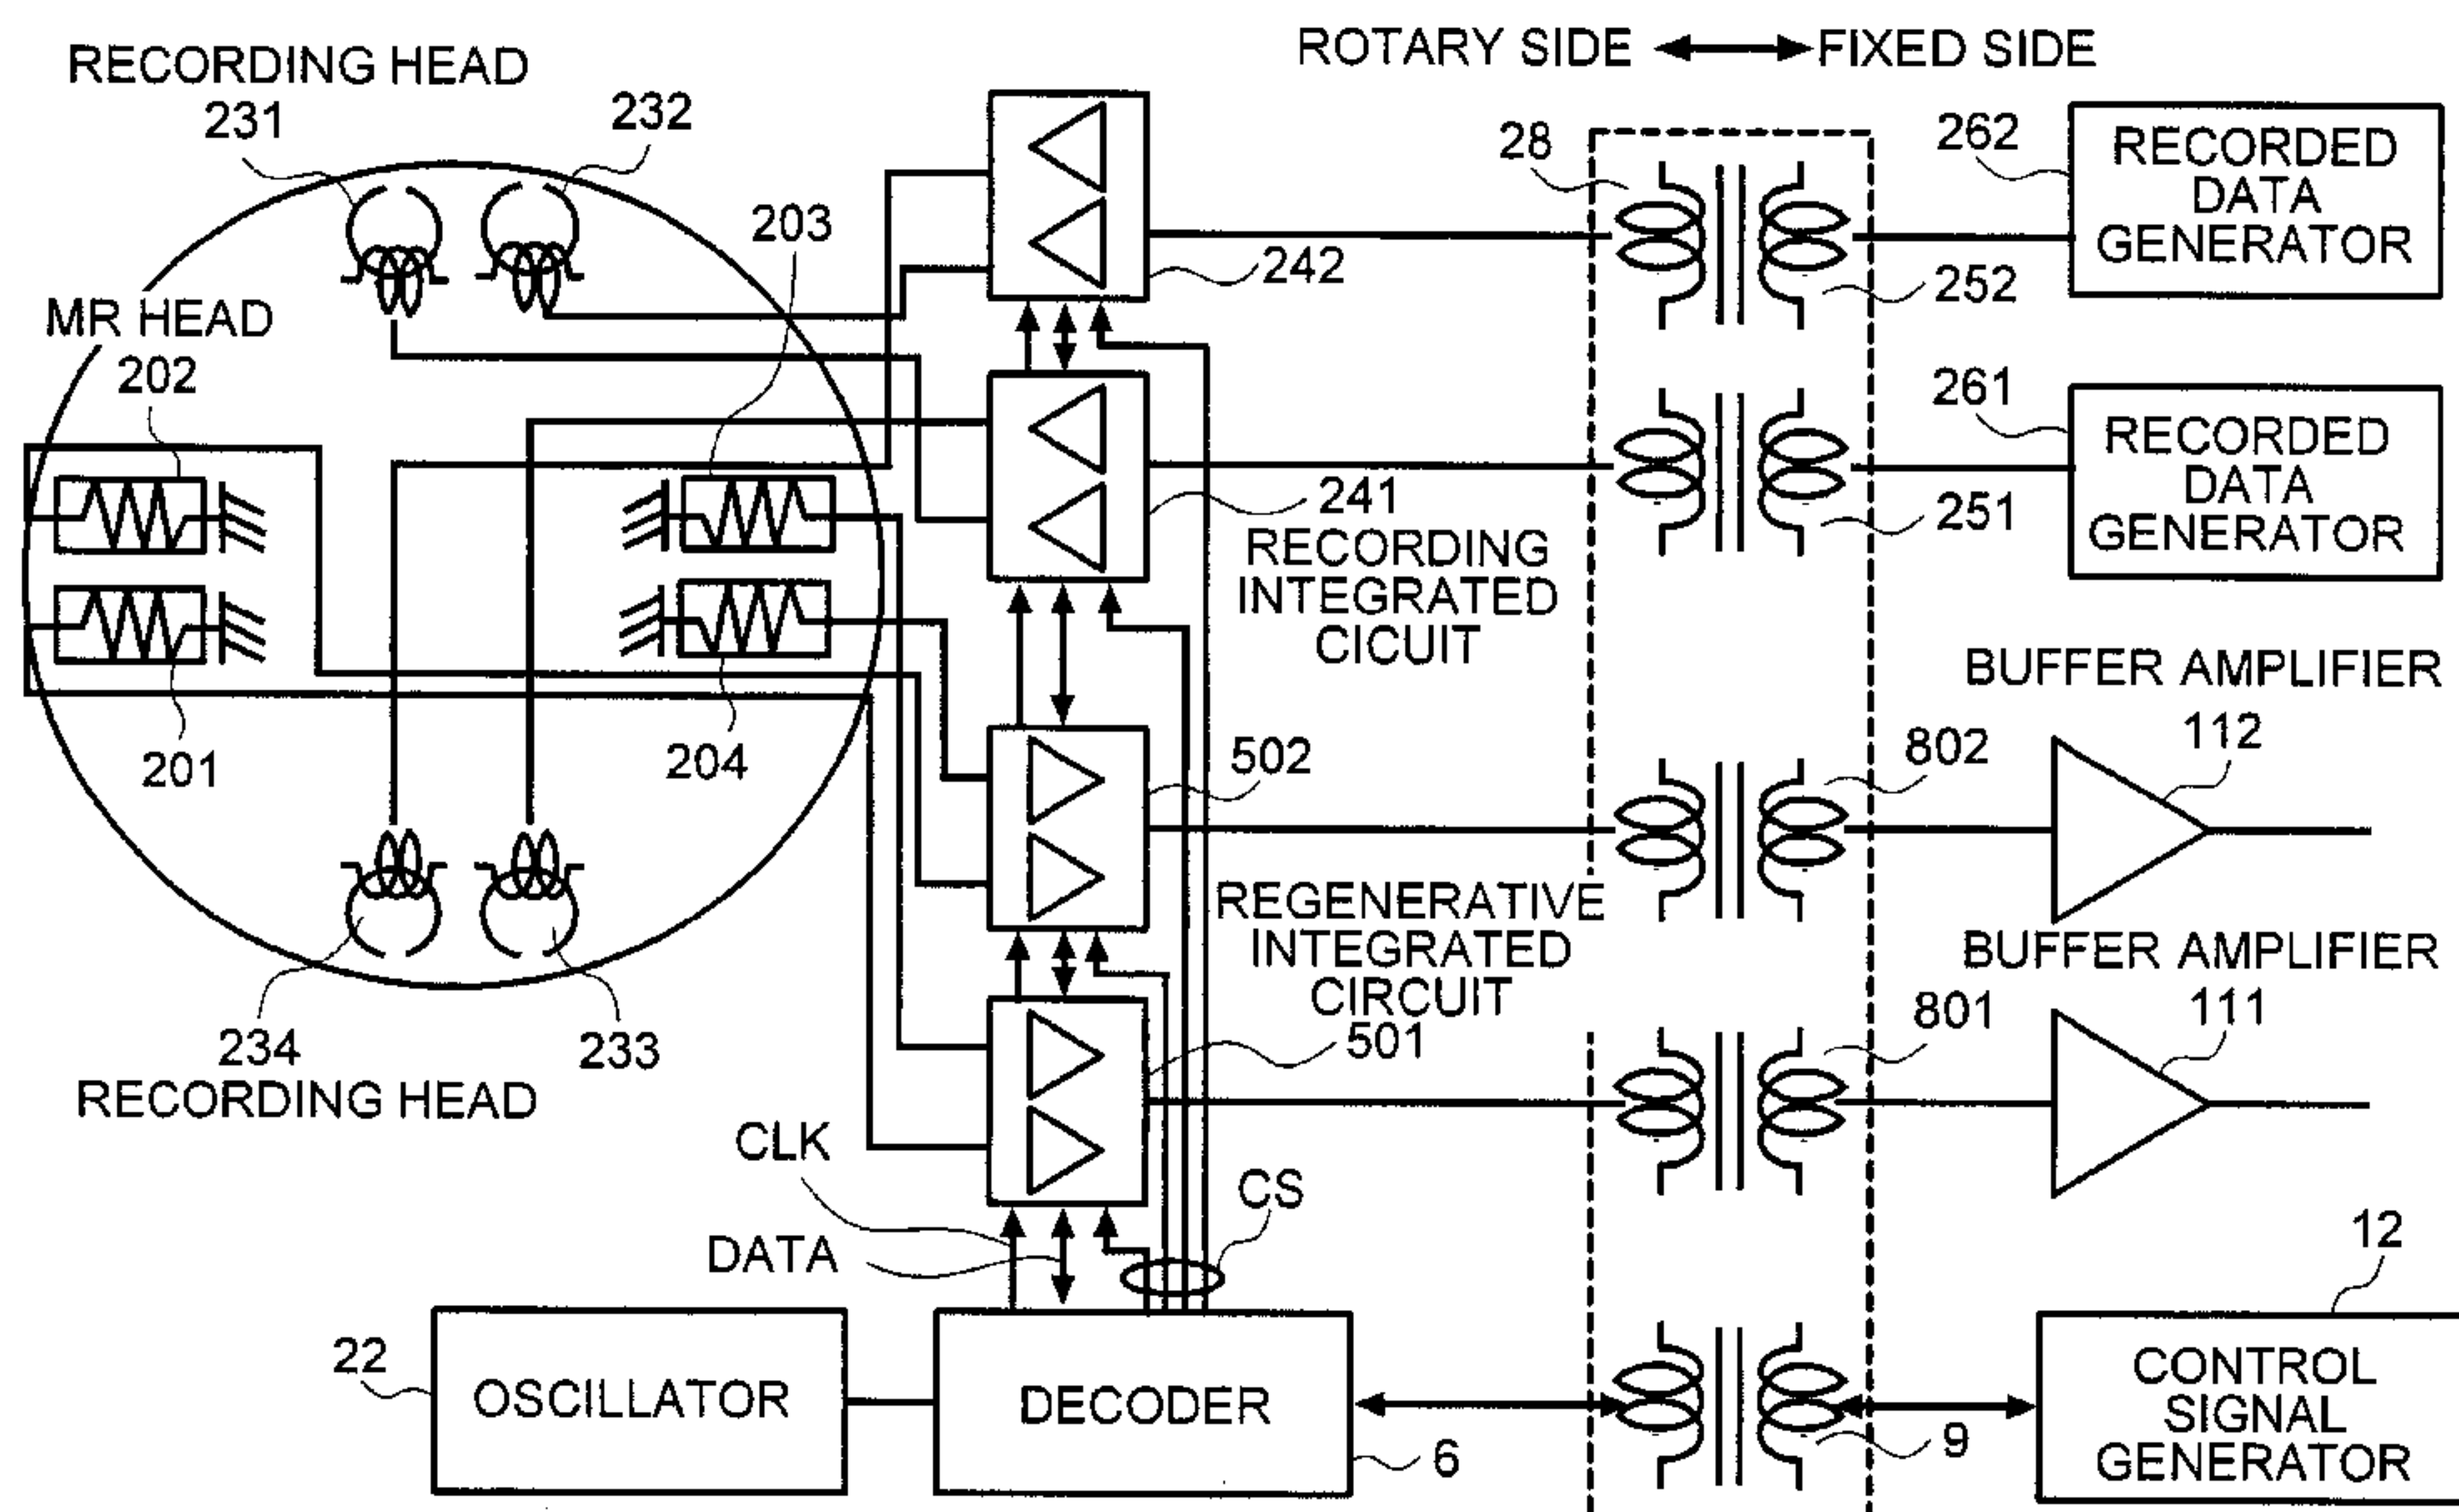 ROTARY SIDE
FIXED SIDE
RECORDING HEAD
231
232
203
MR HEAD
202
201
204
234
233
RECORDING HEAD
242
241
RECORDING
INTEGRATED
CICUIT
502
REGENERATIVE
INTEGRATED
CIRCUIT
501
CLK
DATA
CS
22
OSCILLATOR
DECODER
6
28
252
251
802
801
9
262
RECORDED
DATA
GENERATOR
261
RECORDED
DATA
GENERATOR
BUFFER AMPLIFIER
112
BUFFER AMPLIFIER
111
12
CONTROL
SIGNAL
GENERATOR